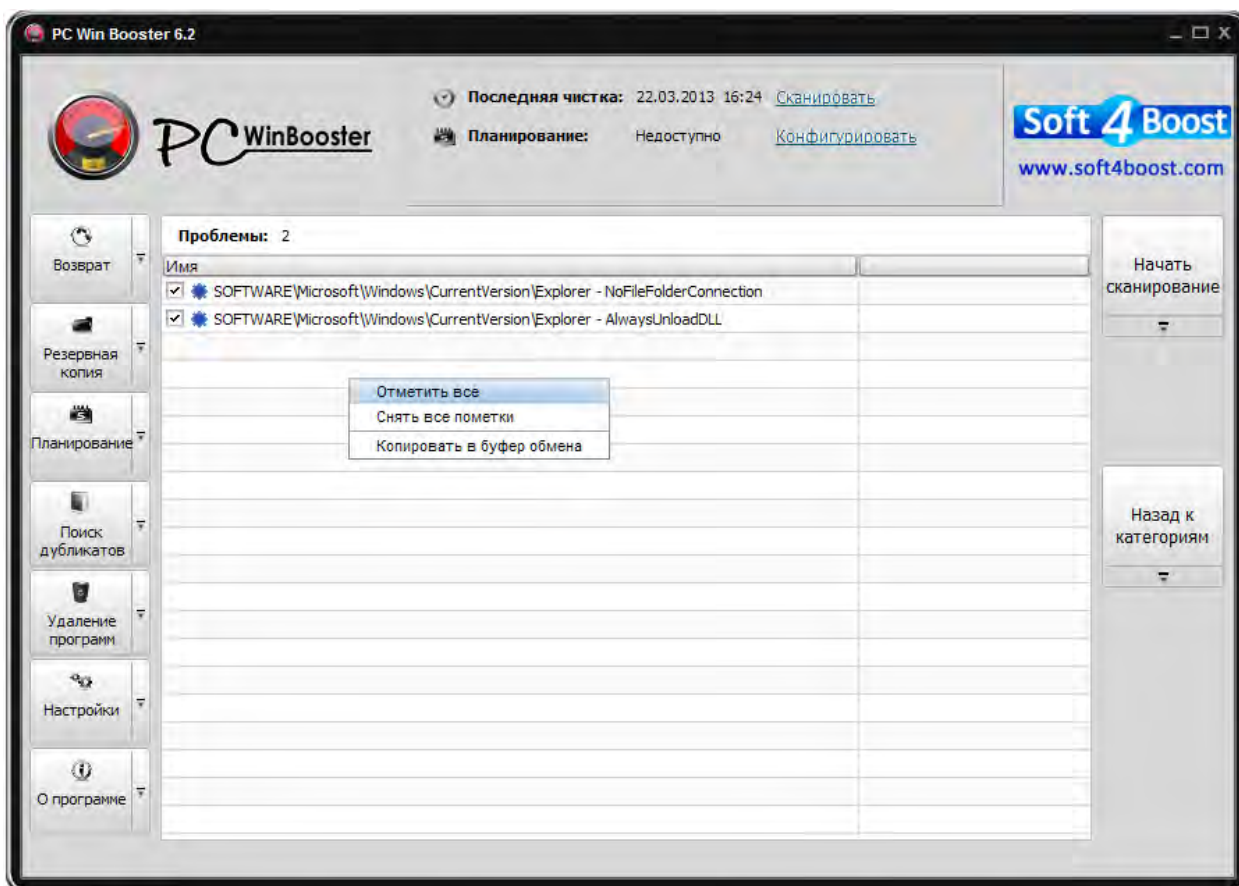 PC Win Booster 6.2
Последняя чистка: 22.03.2013 16:24 Сканировать
Планирование: Недоступно Конфигурировать
PC WinBooster
Soft 4 Boost
www.soft4boost.com
Возврат
Резервная
копия
Планирование
Поиск
дубликатов
Удаление
программ
Настройки
О программе
Проблемы: 2
Имя
SOFTWARE\Microsoft\Windows\CurrentVersion\Explorer - NoFileFolderConnection
SOFTWARE\Microsoft\Windows\CurrentVersion\Explorer - AlwaysUnloadDLL
Отметить все
Снять все пометки
Копировать в буфер обмена
Начать
сканирование
Назад к
категориям